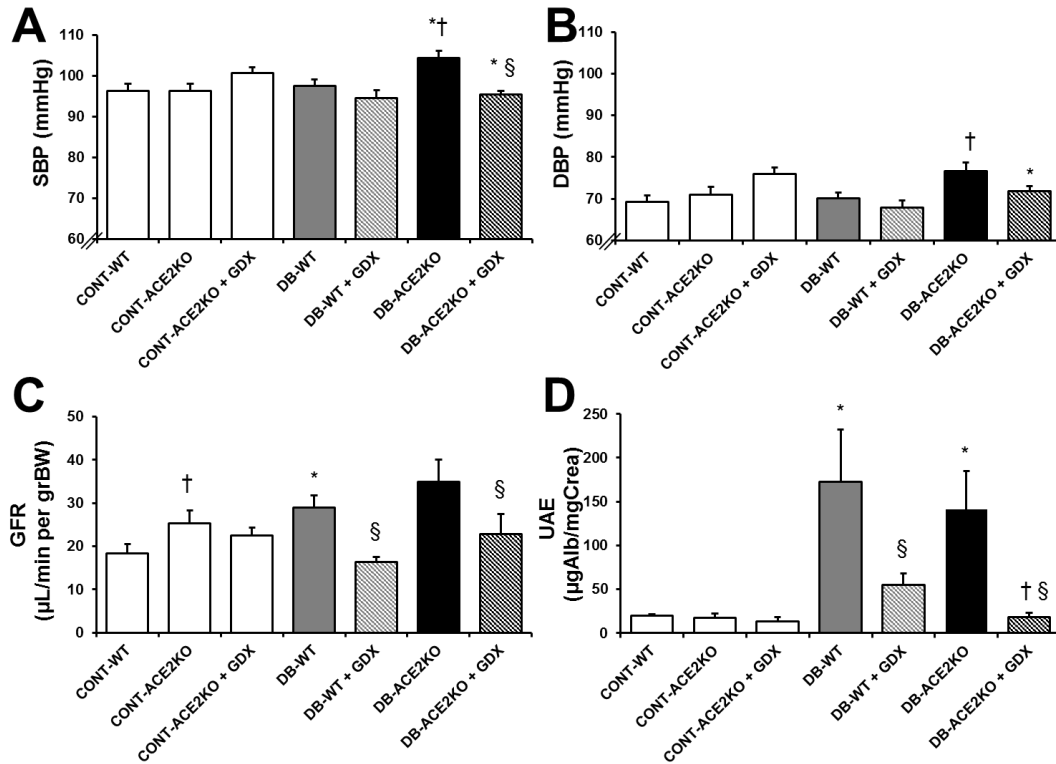 A
SBP (mmHg)
110
100
90
80
70
60
*†
* §
CONT-WT
CONT-ACE2KO
CONT-ACE2KO + GDX
DB-WT
DB-WT + GDX
DB-ACE2KO
DB-ACE2KO + GDX
B
DBP (mmHg)
110
100
90
80
70
60
†
*
CONT-WT
CONT-ACE2KO
CONT-ACE2KO + GDX
DB-WT
DB-WT + GDX
DB-ACE2KO
DB-ACE2KO + GDX
C
GFR
(µL/min per grBW)
50
40
30
20
10
0
†
*
§
§
CONT-WT
CONT-ACE2KO
CONT-ACE2KO + GDX
DB-WT
DB-WT + GDX
DB-ACE2KO
DB-ACE2KO + GDX
D
UAE
(µgAlb/mgCrea)
250
200
150
100
50
0
*
§
*
† §
CONT-WT
CONT-ACE2KO
CONT-ACE2KO + GDX
DB-WT
DB-WT + GDX
DB-ACE2KO
DB-ACE2KO + GDX